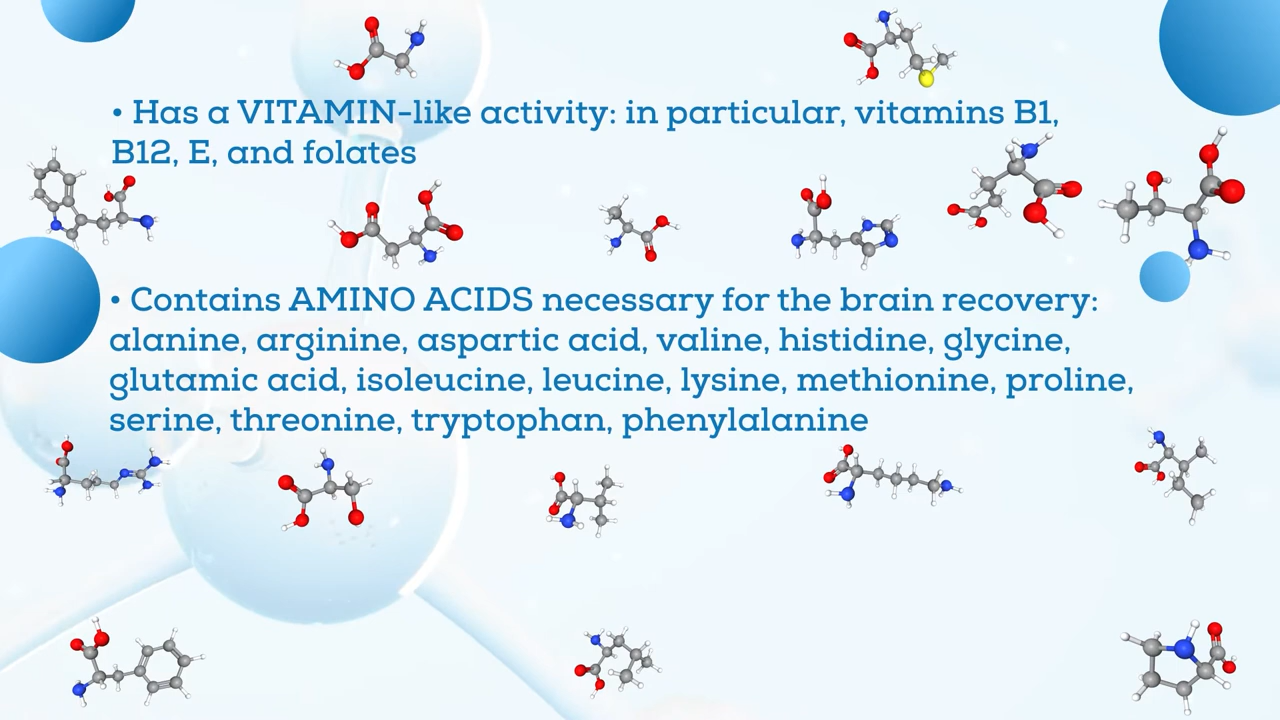 • Has a VITAMIN-like activity: in particular, vitamins B1,
B12, E, and folates
• Contains AMINO ACIDS necessary for the brain recovery:
alanine, arginine, aspartic acid, valine, histidine, glycine,
glutamic acid, isoleucine, leucine, lysine, methionine, proline,
serine, threonine, tryptophan, phenylalanine